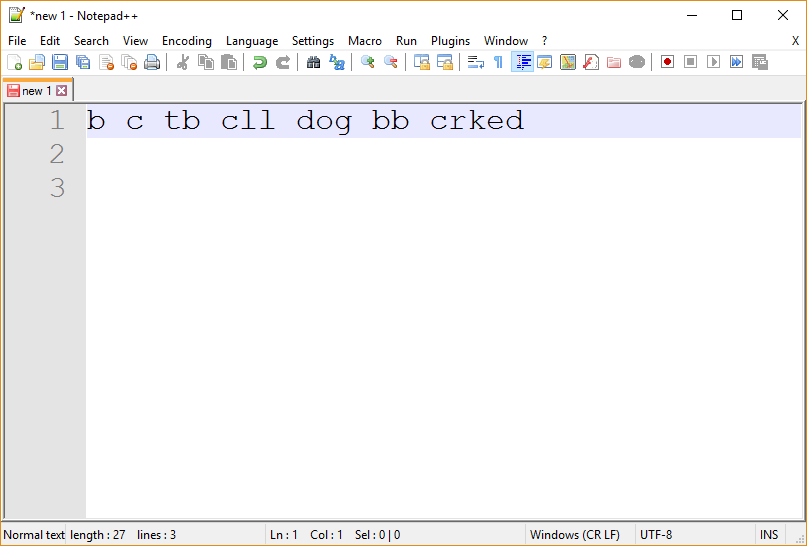 *new 1 - Notepad++
File Edit Search View Encoding Language Settings Macro Run Plugins Window ? X
new 1
1 b c tb cll dog bb crked
2
3
Normal text length : 27 lines : 3 Ln : 1 Col : 1 Sel : 0 | 0 Windows (CR LF) UTF-8 INS